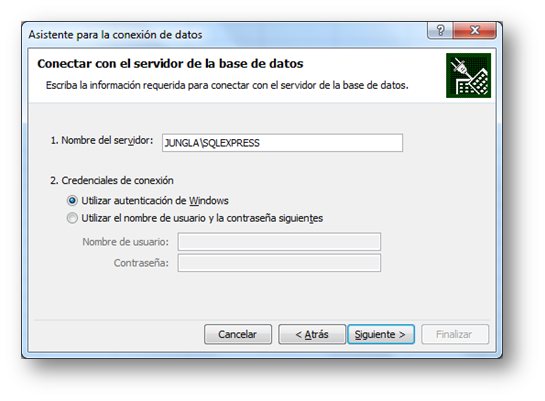 Asistente para la conexión de datos
Conectar con el servidor de la base de datos
Escriba la información requerida para conectar con el servidor de la base de datos.
1. Nombre del servidor: JUNGLA\SQLEXPRESS
2. Credenciales de conexión
Utilizar autenticación de Windows
Utilizar el nombre de usuario y la contraseña siguientes
Nombre de usuario:
Contraseña:
Cancelar < Atrás Siguiente > Finalizar